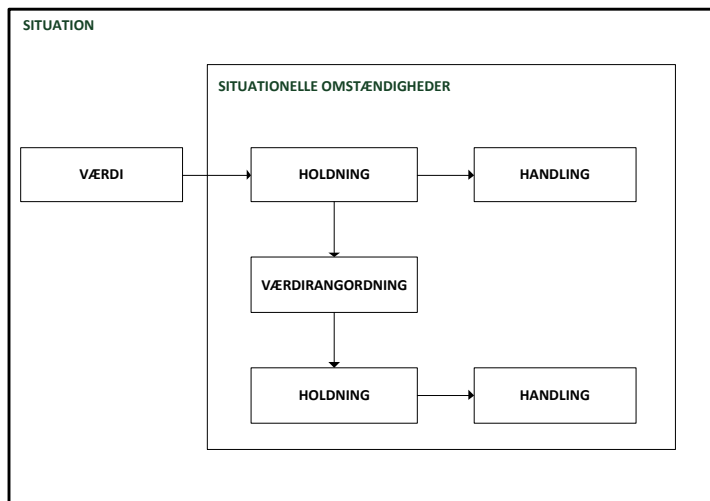 SITUATION
SITUATIONELLE OMSTÆNDIGHEDER
VÆRDI
HOLDNING
HANDLING
VÆRDIRANGORDNING
HOLDNING
HANDLING